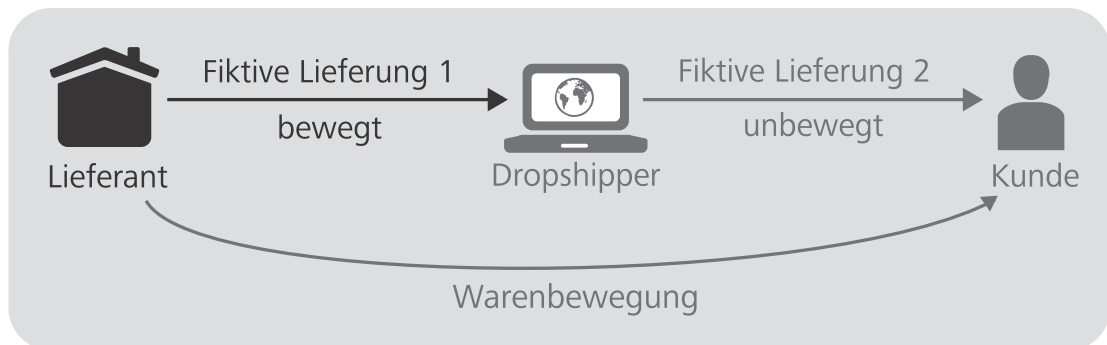 Fiktive Lieferung 1
bewegt
Fiktive Lieferung 2
unbewegt
Lieferant
Dropshipper
Kunde
Warenbewegung